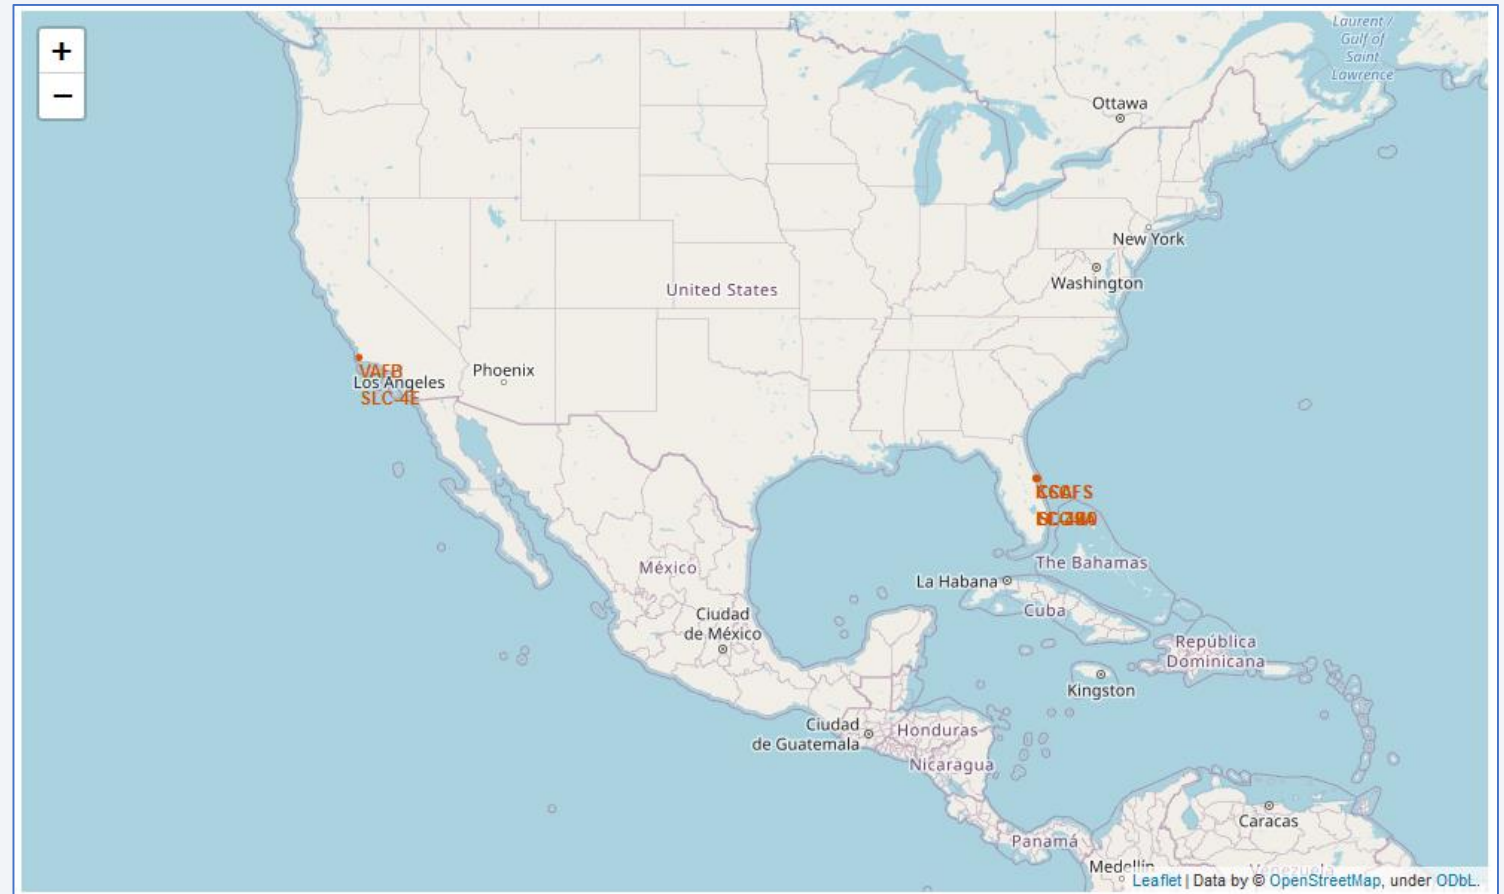 +
−
Laurent /
Gulf of
Saint
Lawrence
Ottawa
New York
Washington
United States
VAFB
Los Angeles
SLC-4E
Phoenix
The Bahamas
México
La Habana
Cuba
Ciudad
de México
República
Dominicana
Kingston
Ciudad
de Guatemala
Honduras
Nicaragua
Caracas
Panamá
Medellín
Venezuela
Leaflet | Data by © OpenStreetMap, under ODbL.